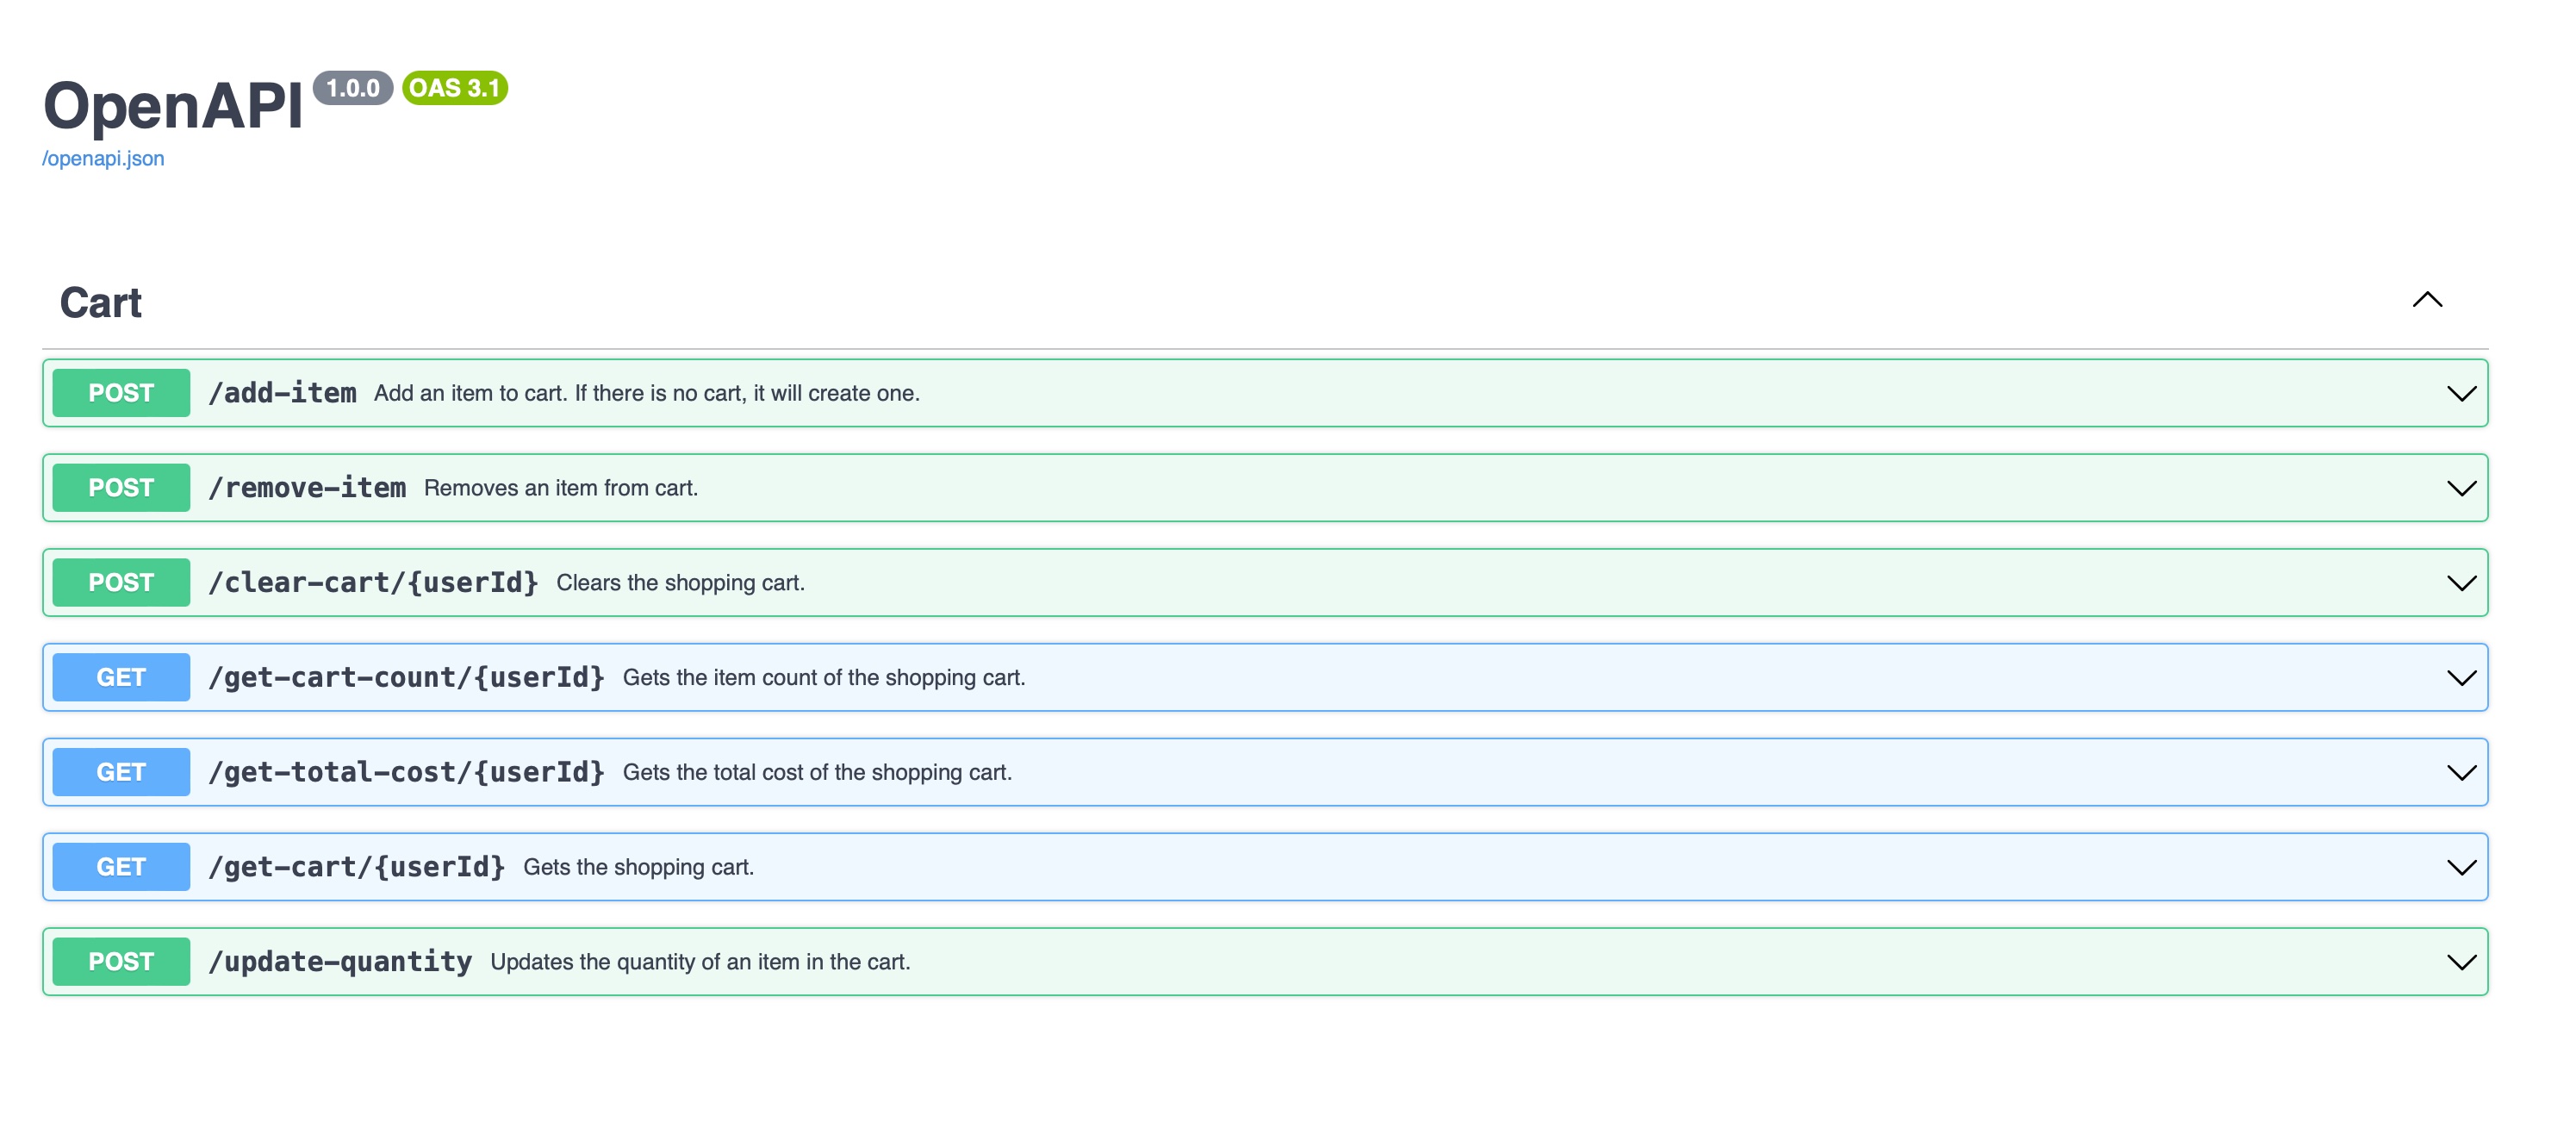 OpenAPI 1.0.0 OAS 3.1
/openapi.json
Cart
POST /add-item Add an item to cart. If there is no cart, it will create one.
POST /remove-item Removes an item from cart.
POST /clear-cart/{userId} Clears the shopping cart.
GET /get-cart-count/{userId} Gets the item count of the shopping cart.
GET /get-total-cost/{userId} Gets the total cost of the shopping cart.
GET /get-cart/{userId} Gets the shopping cart.
POST /update-quantity Updates the quantity of an item in the cart.